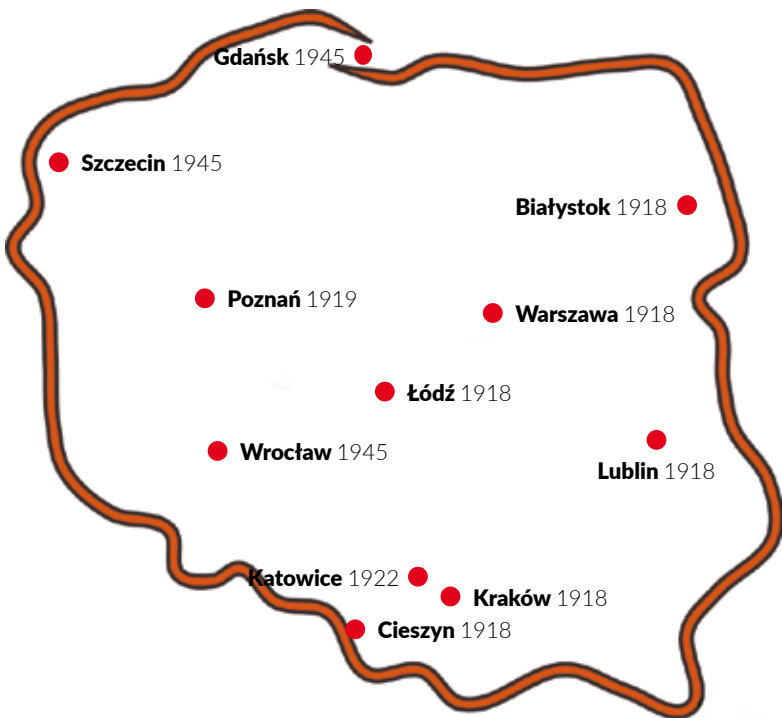 Gdańsk 1945
Szczecin 1945
Białystok 1918
Poznań 1919
Warszawa 1918
Łódź 1918
Wrocław 1945
Lublin 1918
Katowice 1922
Kraków 1918
Cieszyn 1918